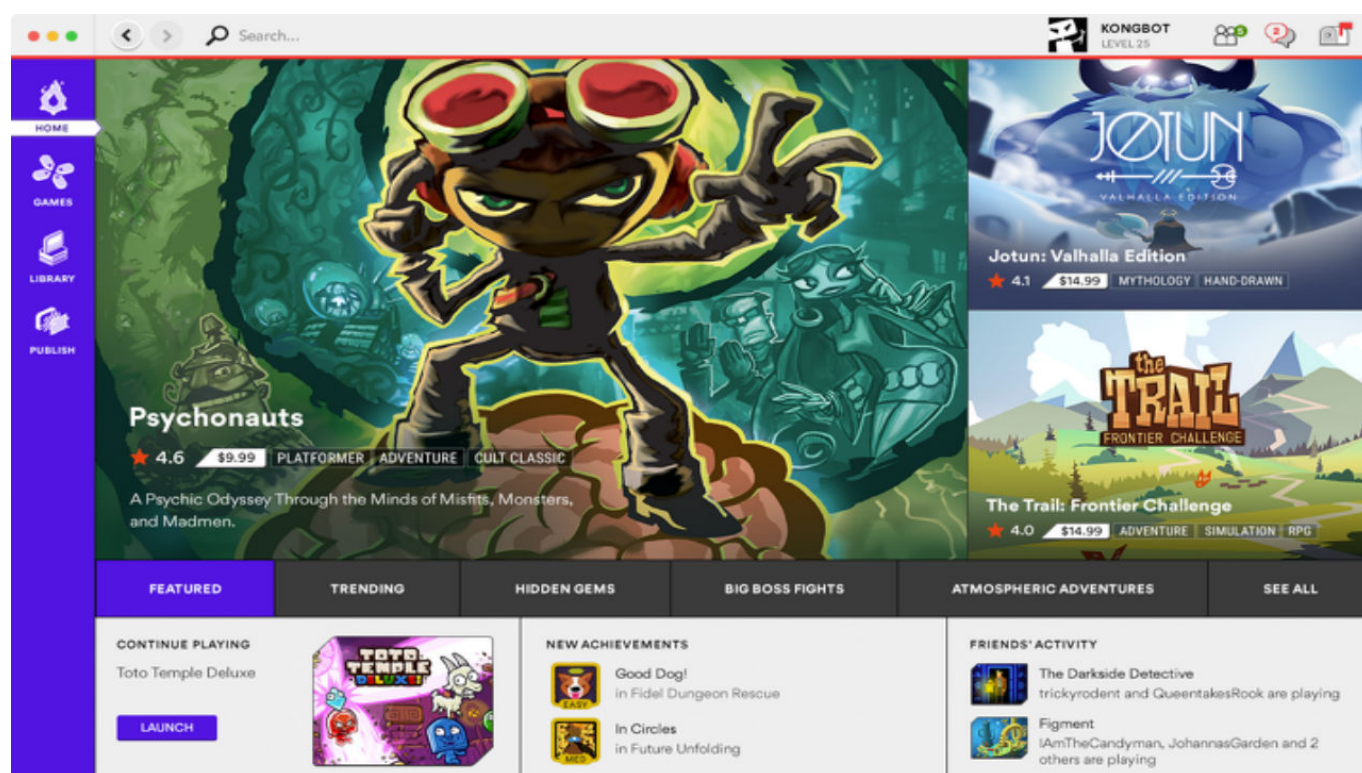 Search...
KONGBOT
LEVEL 25
5
2
HOME
GAMES
LIBRARY
PUBLISH
Psychonauts
4.6 $9.99 PLATFORMER ADVENTURE CULT CLASSIC
A Psychic Odyssey Through the Minds of Misfits, Monsters,
and Madmen.
JOTUN
VALHALLA EDITION
Jotun: Valhalla Edition
4.1 $14.99 MYTHOLOGY HAND-DRAWN
the
TRAIL
FRONTIER CHALLENGE
The Trail: Frontier Challenge
4.0 $14.99 ADVENTURE SIMULATION RPG
FEATURED TRENDING HIDDEN GEMS BIG BOSS FIGHTS ATMOSPHERIC ADVENTURES SEE ALL
CONTINUE PLAYING
Toto Temple Deluxe
LAUNCH
TOTO
TEMPLE
DELUXE!
NEW ACHIEVEMENTS
Good Dog!
in Fidel Dungeon Rescue
EASY
In Circles
in Future Unfolding
MED
FRIENDS' ACTIVITY
The Darkside Detective
trickyrodent and QueentakesRook are playing
Figment
IAmTheCandyman, JohannasGarden and 2
others are playing